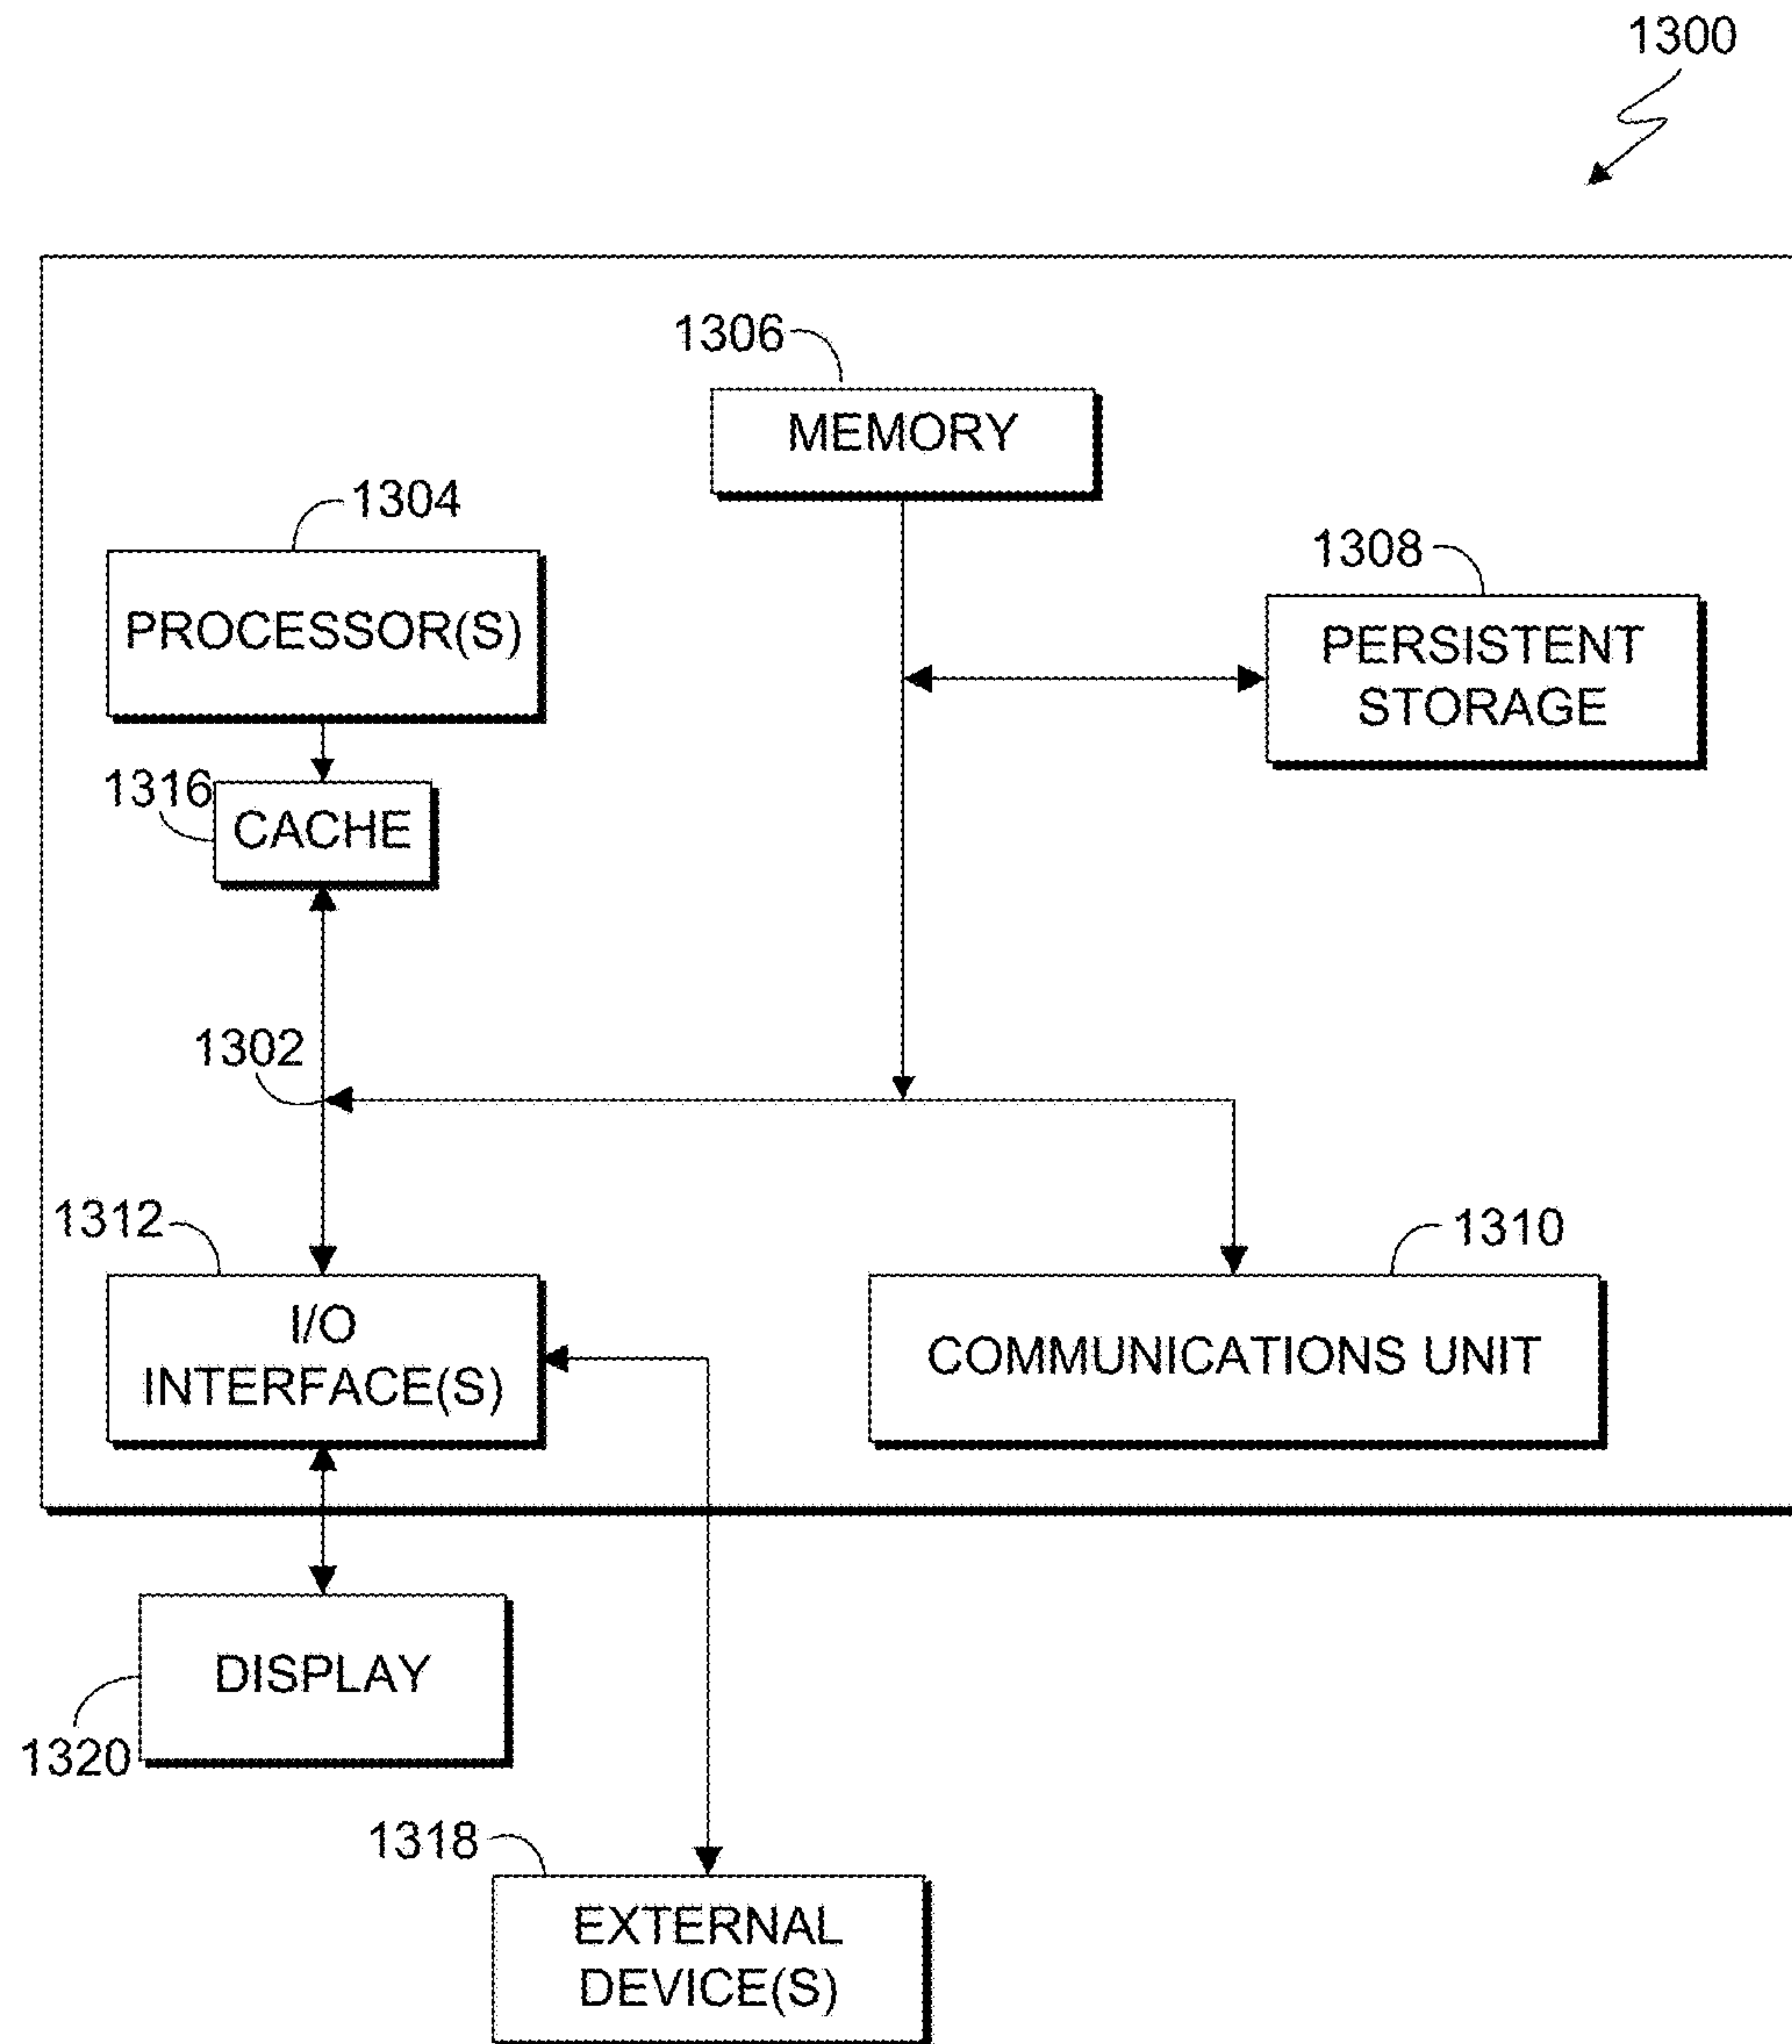 1300
1306
MEMORY
1304
1308
PROCESSOR(S)
PERSISTENT
STORAGE
1316
CACHE
1302
1312
1310
I/O
INTERFACE(S)
COMMUNICATIONS UNIT
DISPLAY
1320
1318
EXTERNAL
DEVICE(S)